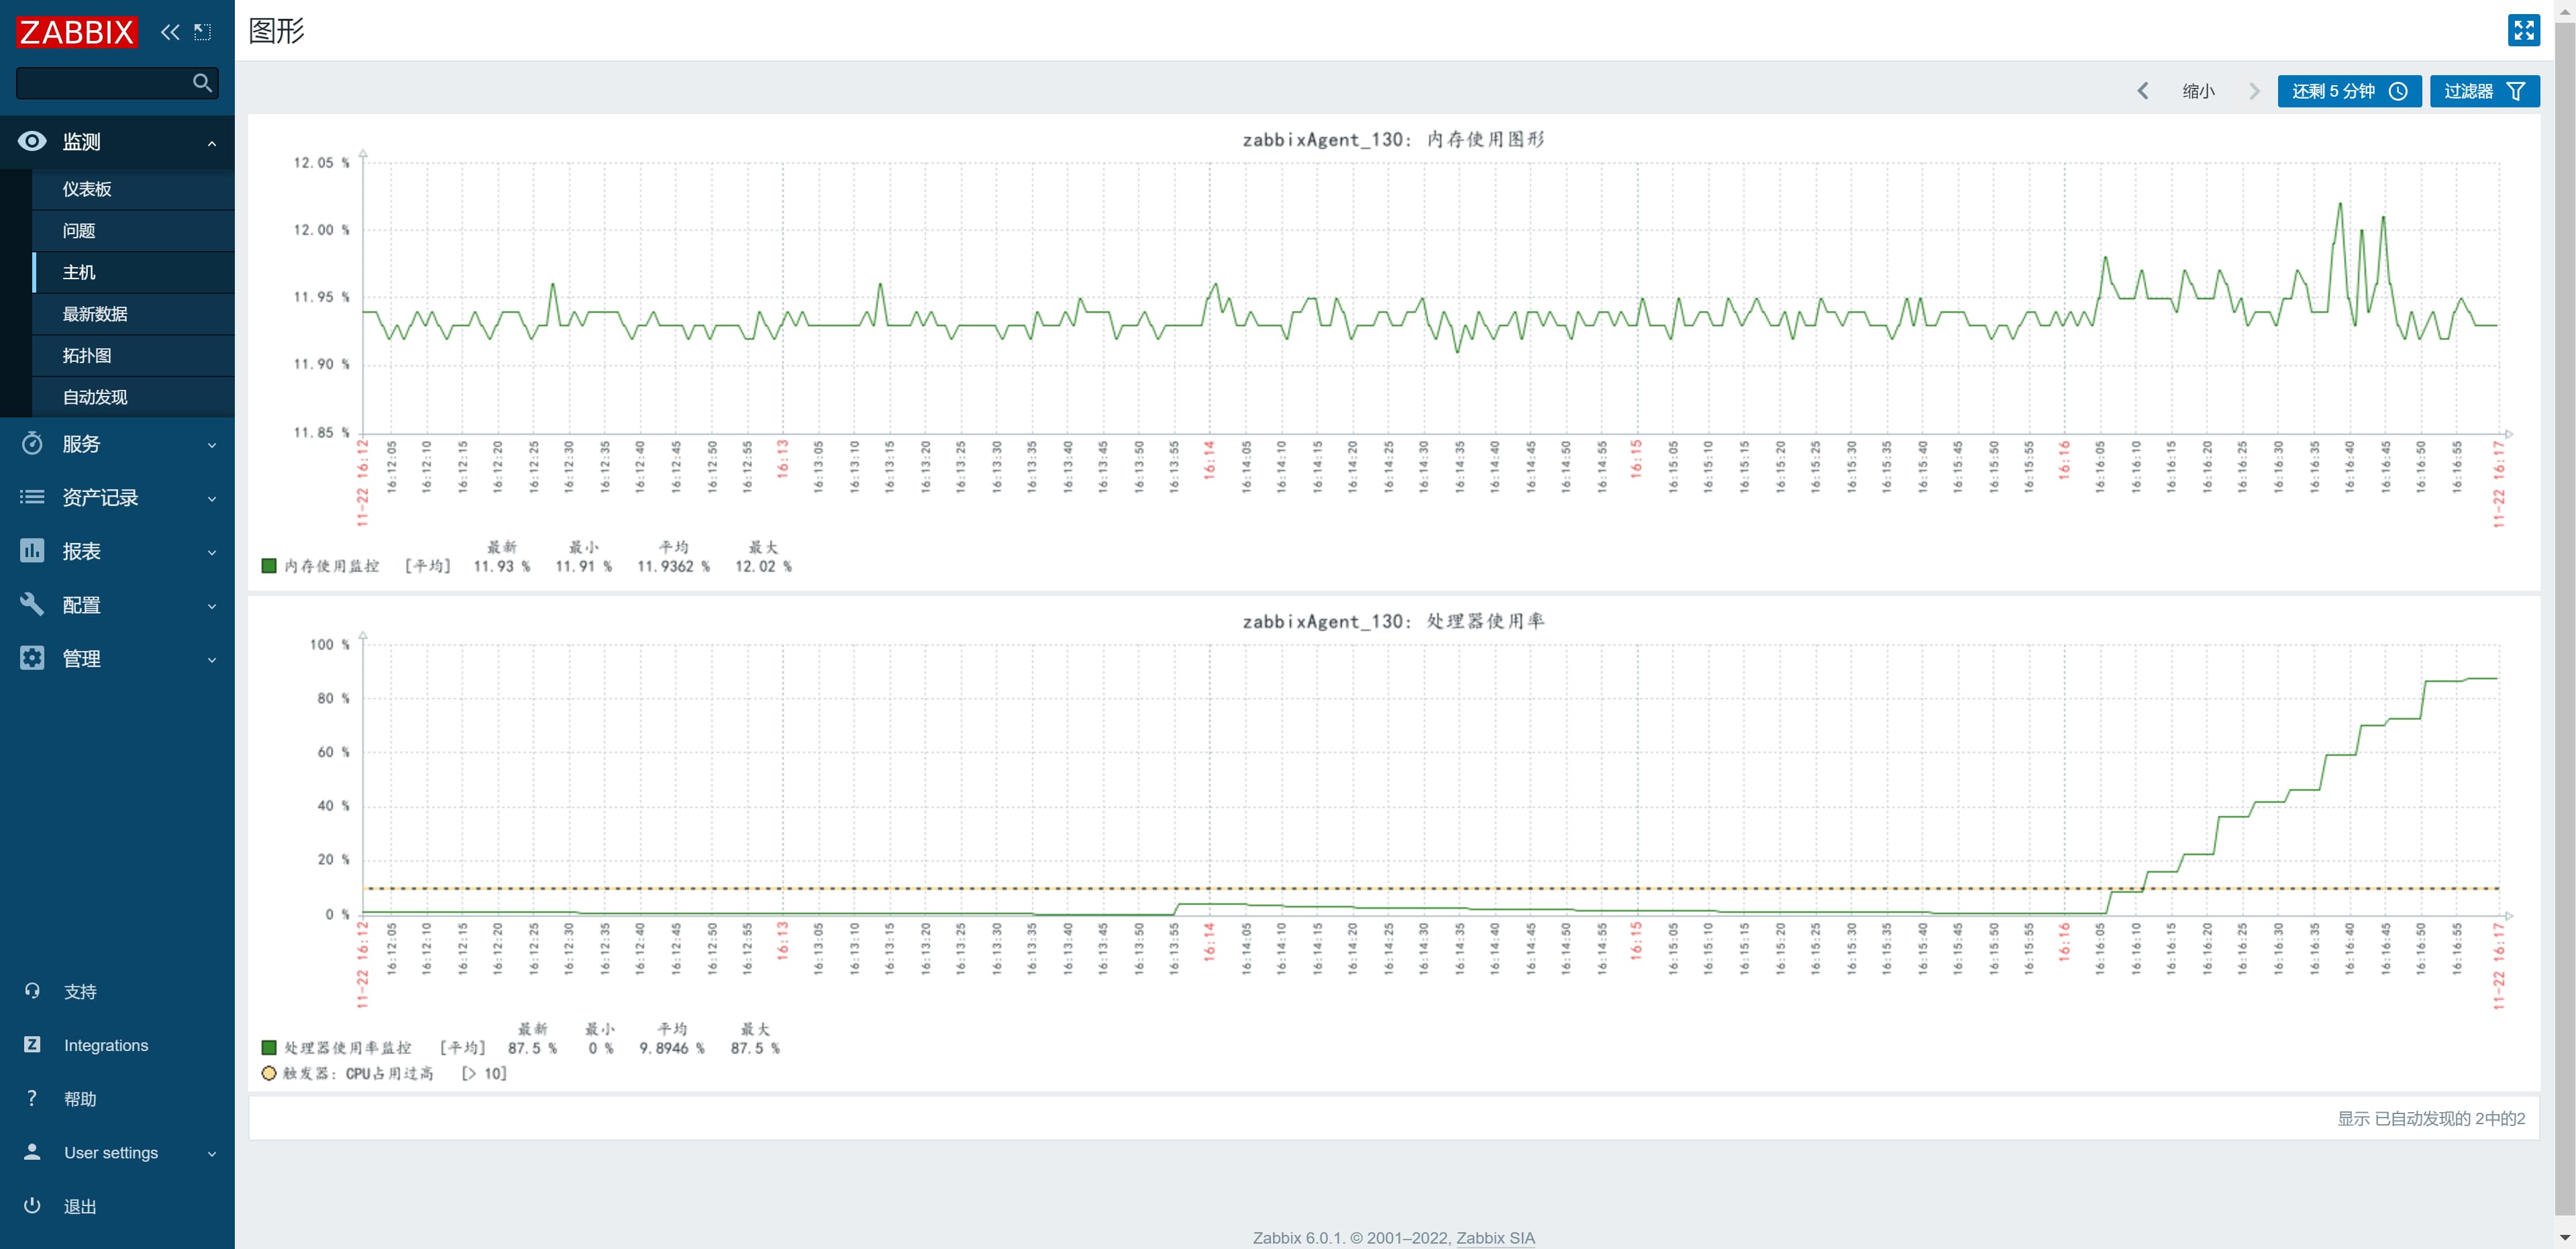 ZABBIX
监测
仪表板
问题
主机
最新数据
拓扑图
自动发现
服务
资产记录
报表
配置
管理
支持
Integrations
帮助
User settings
退出
图形
缩小
还剩 5 分钟
过滤器
zabbixAgent_130: 内存使用图形
12.05 %
12.00 %
11.95 %
11.90 %
11.85 %
11-22 16:12 16:12:05 16:12:10 16:12:15 16:12:20 16:12:25 16:12:30 16:12:35 16:12:40 16:12:45 16:12:50 16:12:55 16:13 16:13:05 16:13:10 16:13:15 16:13:20 16:13:25 16:13:30 16:13:35 16:13:40 16:13:45 16:13:50 16:13:55 16:14 16:14:05 16:14:10 16:14:15 16:14:20 16:14:25 16:14:30 16:14:35 16:14:40 16:14:45 16:14:50 16:14:55 16:15 16:15:05 16:15:10 16:15:15 16:15:20 16:15:25 16:15:30 16:15:35 16:15:40 16:15:45 16:15:50 16:15:55 16:16 16:16:05 16:16:10 16:16:15 16:16:20 16:16:25 16:16:30 16:16:35 16:16:40 16:16:45 16:16:50 16:16:55 11-22 16:17
最新 最小 平均 最大
内存使用监控 [平均] 11.93 % 11.91 % 11.9362 % 12.02 %
zabbixAgent_130: 处理器使用率
100 %
80 %
60 %
40 %
20 %
0 %
11-22 16:12 16:12:05 16:12:10 16:12:15 16:12:20 16:12:25 16:12:30 16:12:35 16:12:40 16:12:45 16:12:50 16:12:55 16:13 16:13:05 16:13:10 16:13:15 16:13:20 16:13:25 16:13:30 16:13:35 16:13:40 16:13:45 16:13:50 16:13:55 16:14 16:14:05 16:14:10 16:14:15 16:14:20 16:14:25 16:14:30 16:14:35 16:14:40 16:14:45 16:14:50 16:14:55 16:15 16:15:05 16:15:10 16:15:15 16:15:20 16:15:25 16:15:30 16:15:35 16:15:40 16:15:45 16:15:50 16:15:55 16:16 16:16:05 16:16:10 16:16:15 16:16:20 16:16:25 16:16:30 16:16:35 16:16:40 16:16:45 16:16:50 16:16:55 11-22 16:17
最新 最小 平均 最大
处理器使用率监控 [平均] 87.5 % 0 % 9.8946 % 87.5 %
触发器: CPU占用过高 [> 10]
显示 已自动发现的 2中的2
Zabbix 6.0.1. © 2001–2022, Zabbix SIA